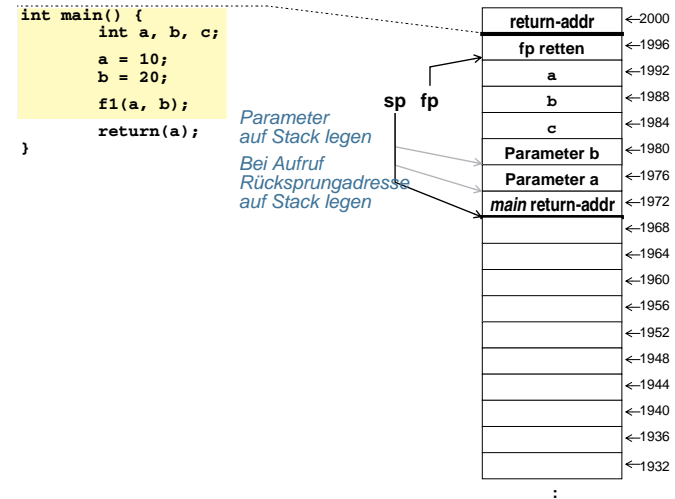 int main() {
int a, b, c;
a = 10;
b = 20;
f1(a, b);
return(a);
}
Parameter
auf Stack legen
Bei Aufruf
Rücksprungadresse
auf Stack legen
sp fp
return-addr
fp retten
a
b
c
Parameter b
Parameter a
main return-addr
2000
1996
1992
1988
1984
1980
1976
1972
1968
1964
1960
1956
1952
1948
1944
1940
1936
1932
: